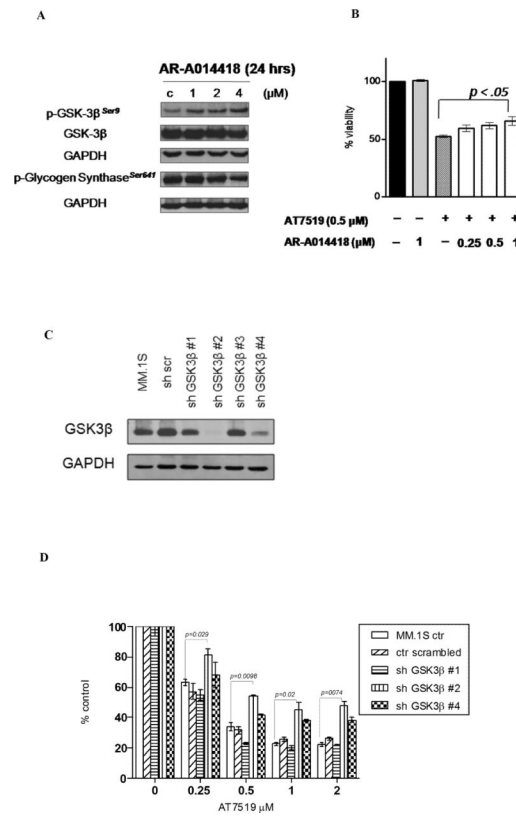 A
AR-A014418 (24 hrs)
c 1 2 4 (μM)
p-GSK-3β Ser9
GSK-3β
GAPDH
p-Glycogen Synthase Ser641
GAPDH
B
p < .05
100
50
0
% viability
AT7519 (0.5 μM) – – + + + +
AR-A014418(μM) – 1 – 0.25 0.5 1
C
MM.1S
sh scr
sh GSK3β #1
sh GSK3β #2
sh GSK3β #3
sh GSK3β #4
GSK3β
GAPDH
D
100
80
60
40
20
0
% control
p=0.029
p=0.0098
p=0.02
p=0074
0 0.25 0.5 1 2
AT7519 μM
MM.1S ctr
ctr scrambled
sh GSK3β #1
sh GSK3β #2
sh GSK3β #4